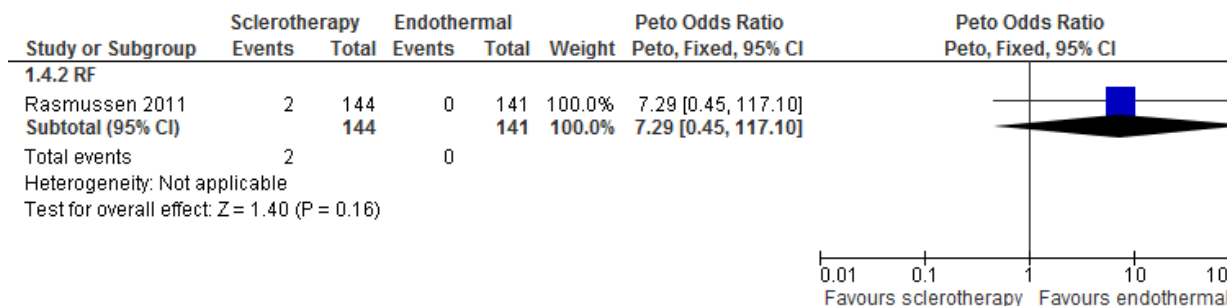 Sclerotherapy Endothermal Peto Odds Ratio Peto Odds Ratio
Study or Subgroup Events Total Events Total Weight Peto, Fixed, 95% CI Peto, Fixed, 95% CI
1.4.2 RF
Rasmussen 2011 2 144 0 141 100.0% 7.29 [0.45, 117.10]
Subtotal (95% CI) 144 141 100.0% 7.29 [0.45, 117.10]
Total events 2 0
Heterogeneity: Not applicable
Test for overall effect: Z = 1.40 (P = 0.16)
0.01 0.1 1 10 10
Favours sclerotherapy Favours endothermal